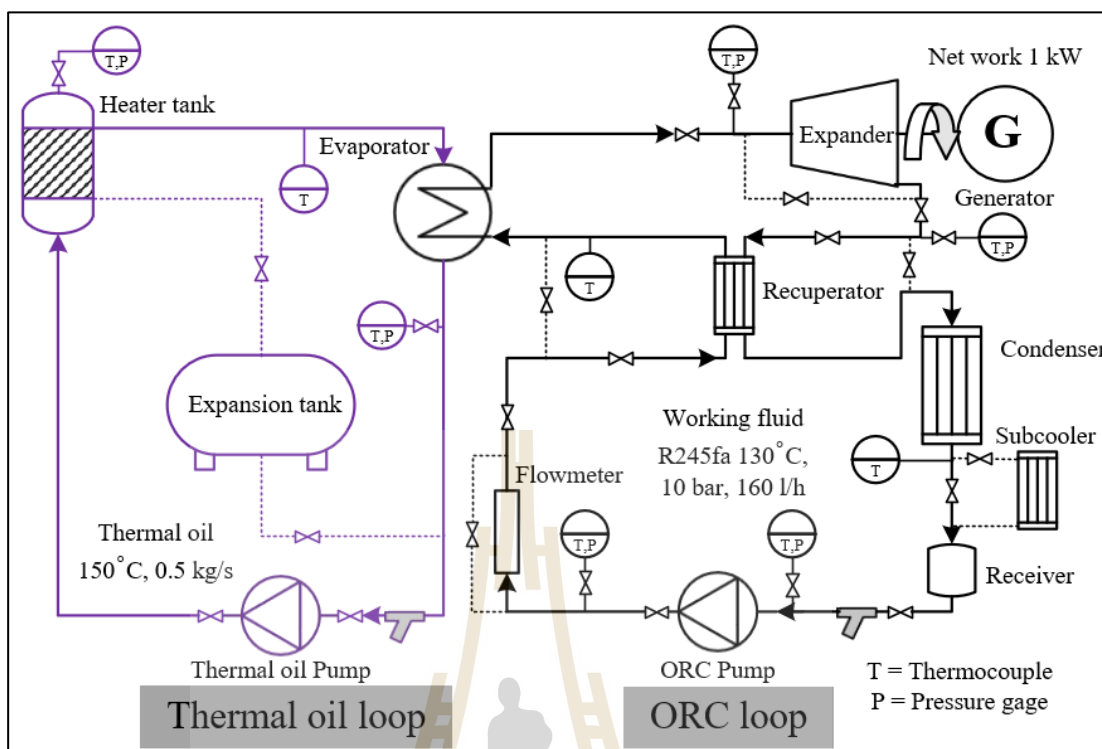 T,P
Heater tank
Evaporator
T
T,P
Expansion tank
Thermal oil
150°C, 0.5 kg/s
Thermal oil Pump
Thermal oil loop
T,P
Net work 1 kW
Expander
G
Generator
T,P
T
Recuperator
Condenser
Working fluid
R245fa 130°C,
10 bar, 160 l/h
Subcooler
T
Flowmeter
T,P
T,P
Receiver
ORC Pump
ORC loop
T = Thermocouple
P = Pressure gage